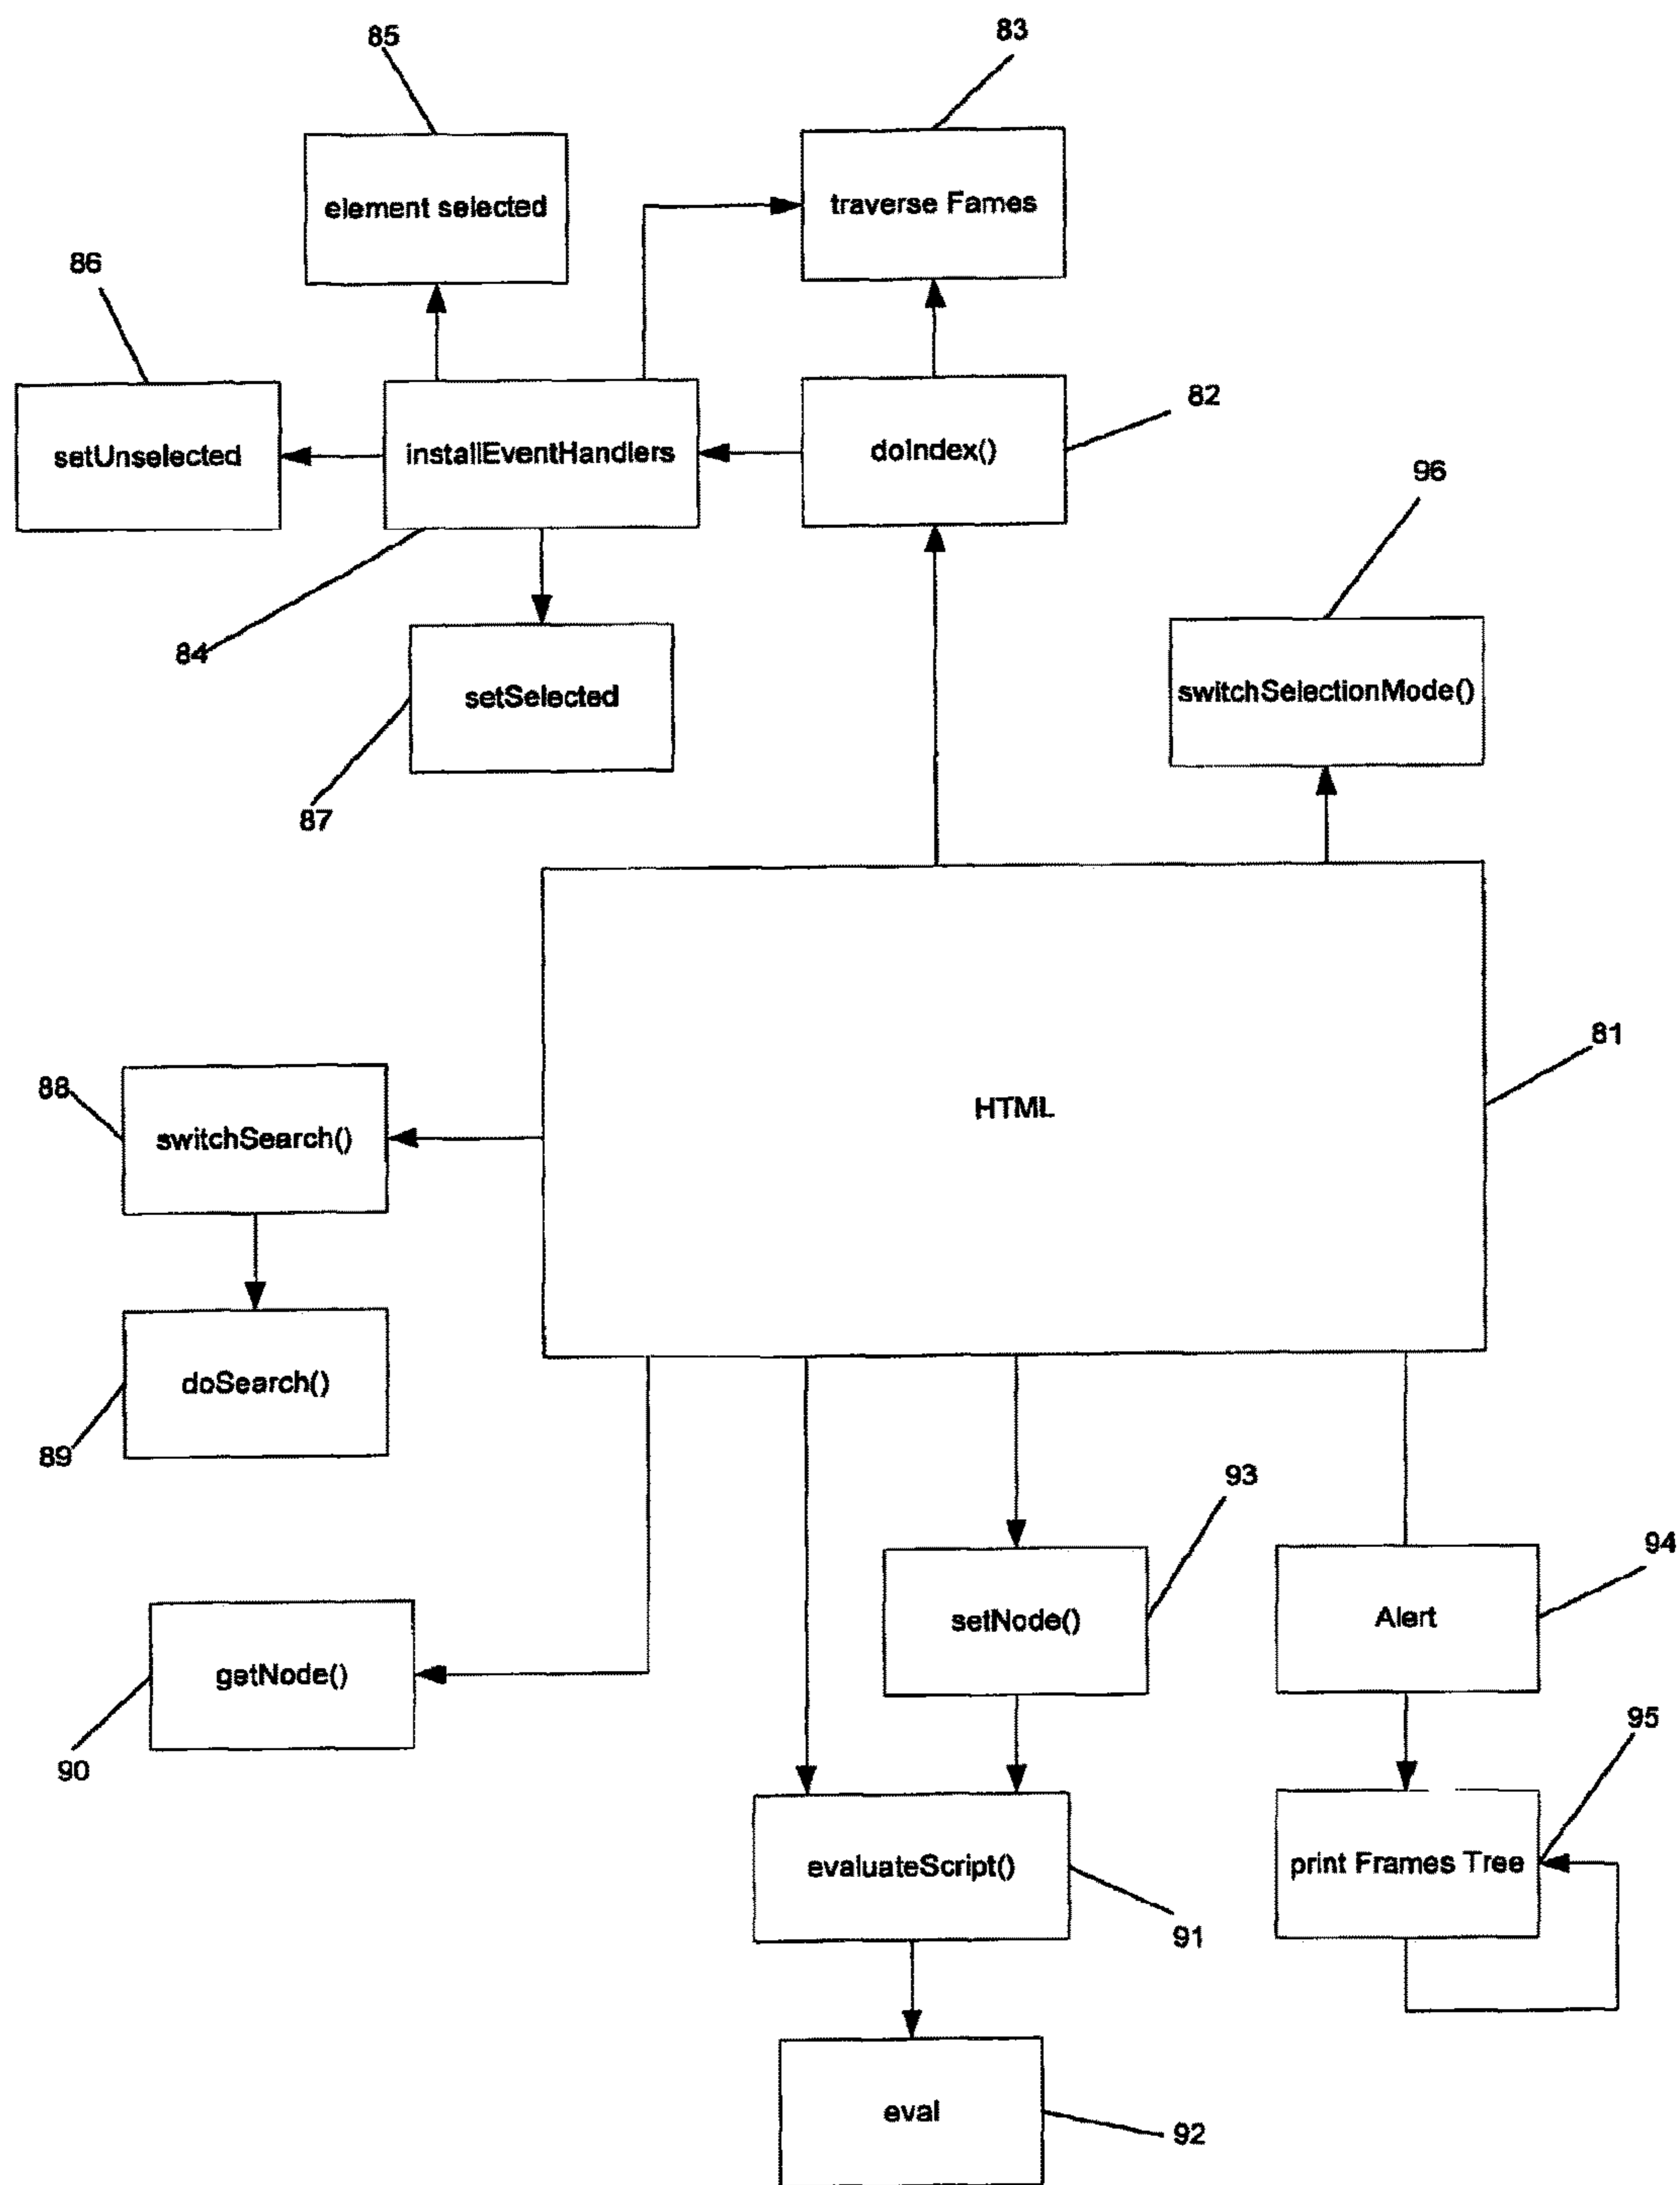 85
83
element selected
traverse Fames
86
82
setUnselected
installEventHandlers
doIndex()
96
84
setSelected
switchSelectionMode()
87
81
HTML
88
switchSearch()
doSearch()
89
93
94
setNode()
Alert
getNode()
95
90
evaluateScript()
print Frames Tree
91
eval
92